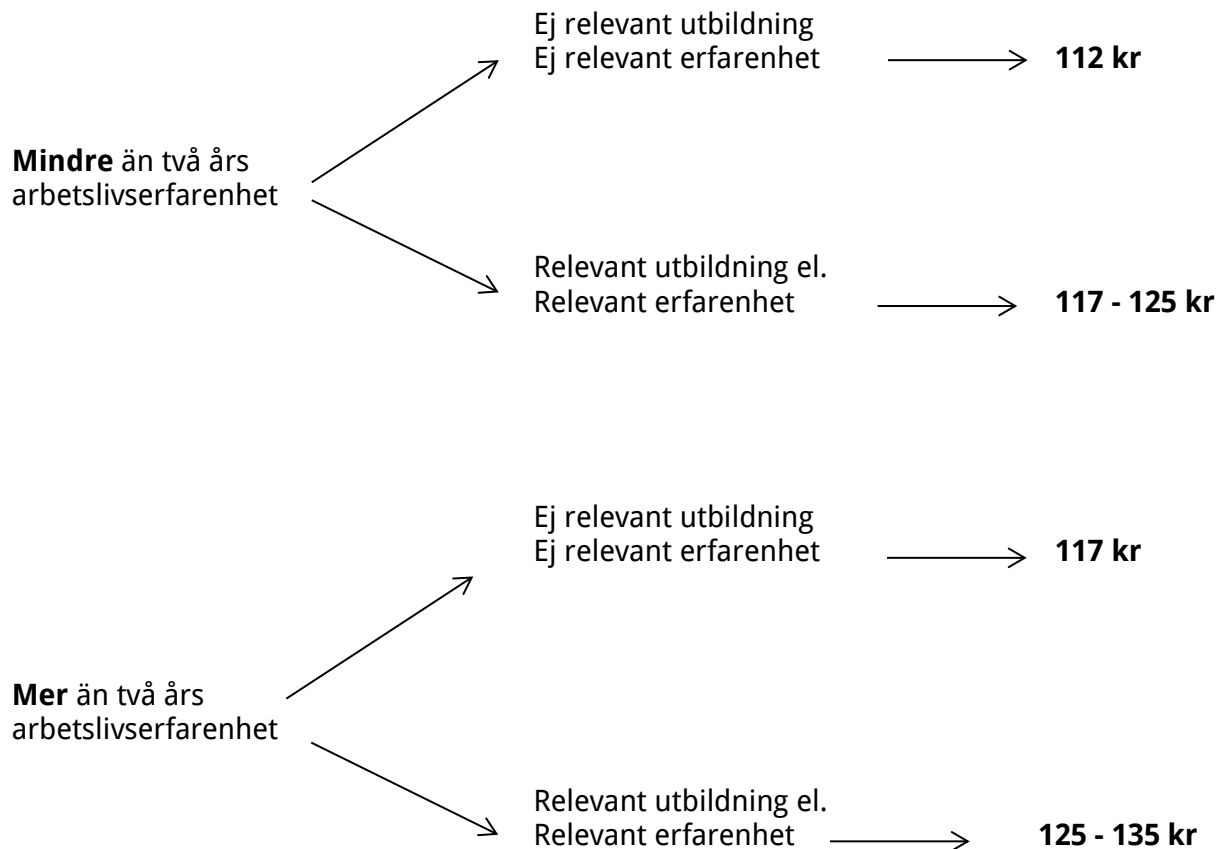 Ej relevant utbildning
Ej relevant erfarenhet
112 kr
Mindre än två års
arbetslivserfarenhet
Relevant utbildning el.
Relevant erfarenhet
117 - 125 kr
Ej relevant utbildning
Ej relevant erfarenhet
117 kr
Mer än två års
arbetslivserfarenhet
Relevant utbildning el.
Relevant erfarenhet
125 - 135 kr